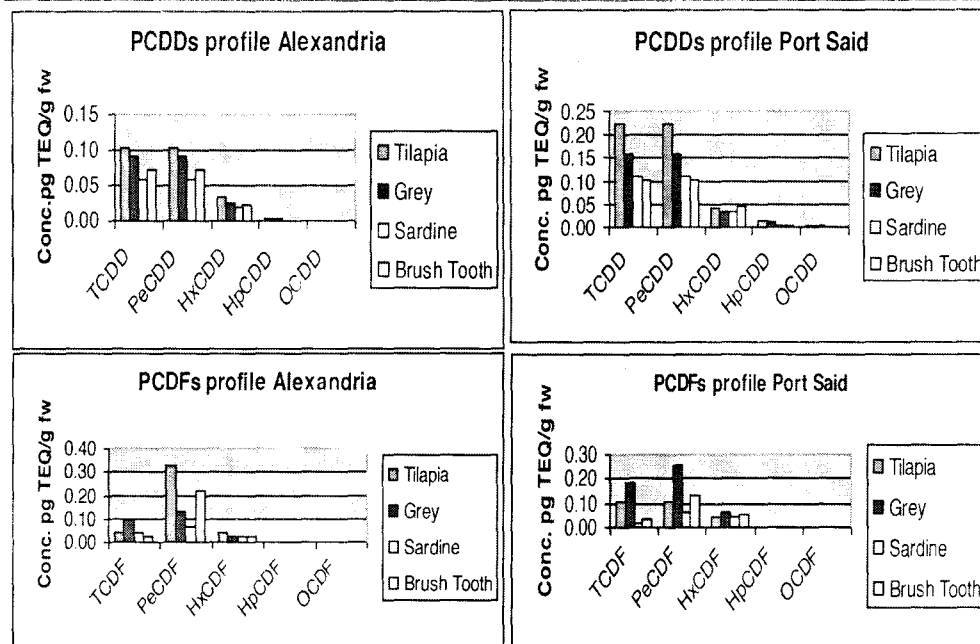 PCDDs profile Alexandria
Conc.pg TEQ/g fw
0.15
0.10
0.05
0.00
TCDD
PeCDD
HxCDD
HpCDD
OCDD
Tilapia
Grey
Sardine
Brush Tooth
PCDDs profile Port Said
Conc. pg TEQ/g fw
0.25
0.20
0.15
0.10
0.05
0.00
TCDD
PeCDD
HxCDD
HpCDD
OCDD
Tilapia
Grey
Sardine
Brush Tooth
PCDFs profile Alexandria
Conc. pg TEQ/g fw
0.40
0.30
0.20
0.10
0.00
TCDF
PeCDF
HxCDF
HpCDF
OCDF
Tilapia
Grey
Sardine
Brush Tooth
PCDFs profile Port Said
Conc. pg TEQ/g fw
0.30
0.20
0.10
0.00
TCDF
PeCDF
HxCDF
HpCDF
OCDF
Tilapia
Grey
Sardine
Brush Tooth